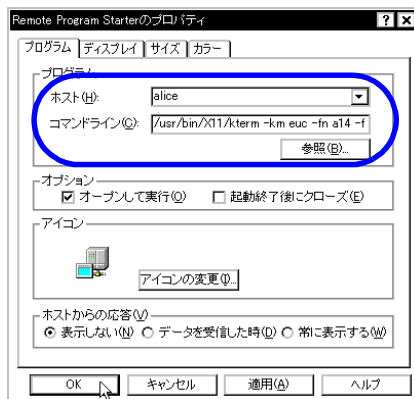 Remote Program Starterのプロパティ
プログラム ディスプレイ サイズ カラー
プログラム
ホスト(H): alice
コマンドライン(C): /usr/bin/X11/kterm -km euc -fn a14 -f
参照(B)...
オプション
オープンして実行(O) 起動終了後にクローズ(E)
アイコン
アイコンの変更(I)...
ホストからの応答(V)
表示しない(N) データを受信した時(D) 常に表示する(W)
OK キャンセル 適用(A) ヘルプ